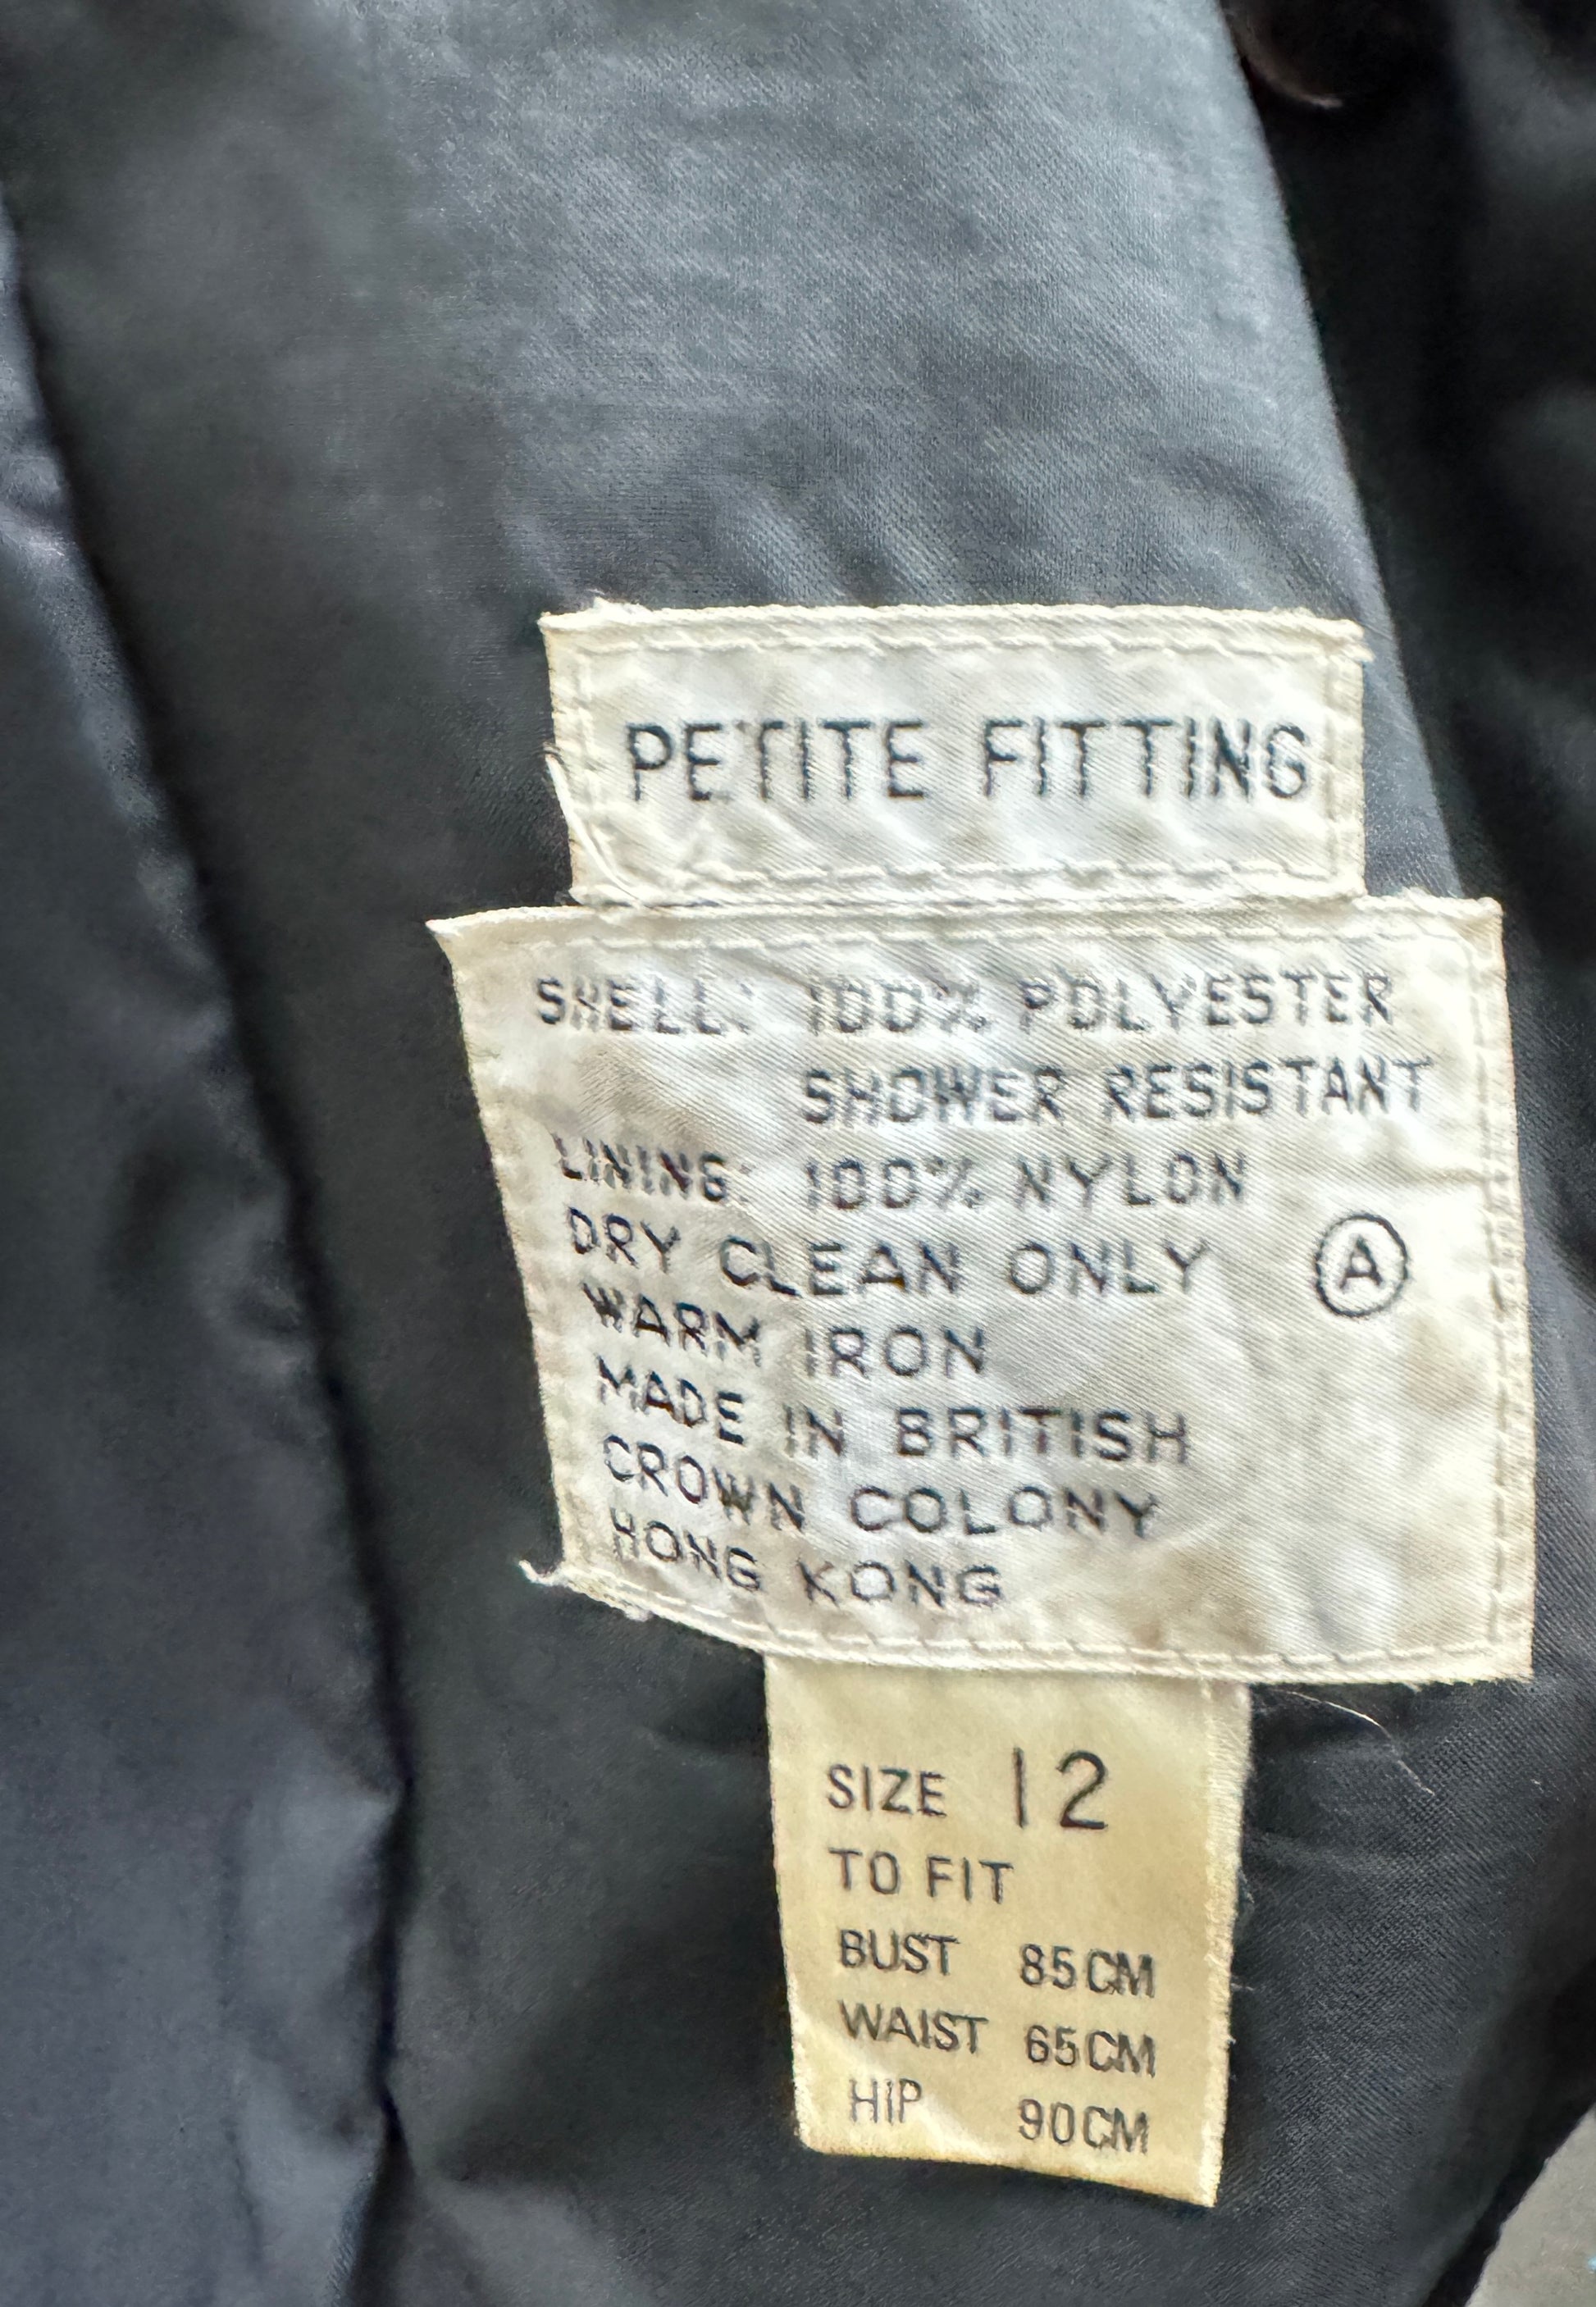 PETITE FITTING
SHELL: 100% POLYESTER
SHOWER RESISTANT
LINING: 100% NYLON
DRY CLEAN ONLY Ⓐ
WARM IRON
MADE IN BRITISH
CROWN COLONY
HONG KONG
SIZE 12
TO FIT
BUST 85CM
WAIST 65CM
HIP 90CM